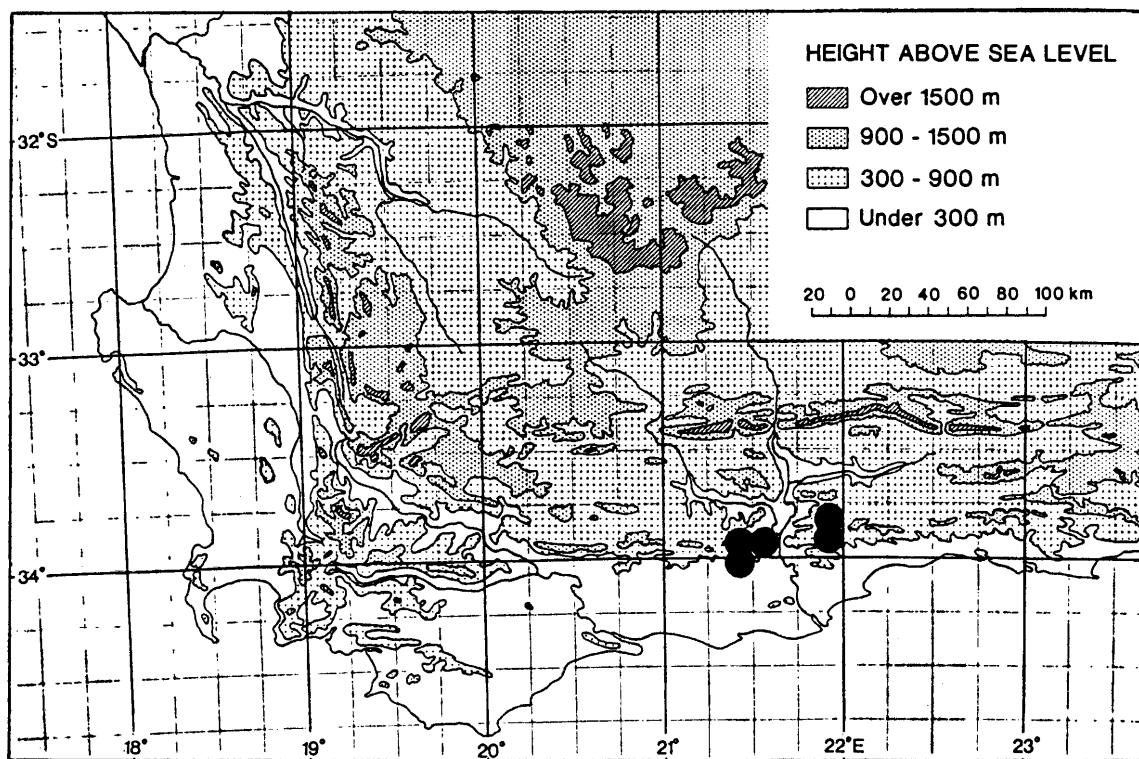 HEIGHT ABOVE SEA LEVEL
Over 1500 m
900 - 1500 m
300 - 900 m
Under 300 m
20 0 20 40 60 80 100 km
32°S
33°
34°
18° 19° 20° 21° 22°E 23°